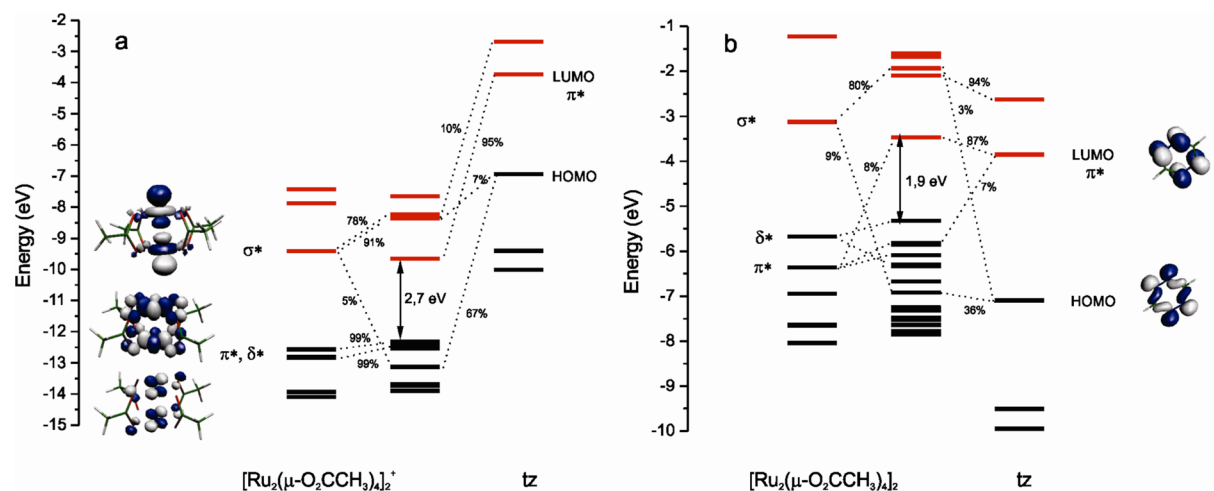 a
Energy (eV)
-2
-3
-4
-5
-6
-7
-8
-9
-10
-11
-12
-13
-14
-15
σ*
π*, δ*
78%
91%
5%
99%
99%
2,7 eV
10%
95%
7%
67%
LUMO
π*
HOMO
[Ru₂(μ-O₂CCH₃)₄]₂⁺
tz
b
Energy (eV)
-1
-2
-3
-4
-5
-6
-7
-8
-9
-10
σ*
δ*
π*
80%
9%
8%
1,9 eV
94%
3%
87%
7%
36%
LUMO
π*
HOMO
[Ru₂(μ-O₂CCH₃)₄]₂
tz